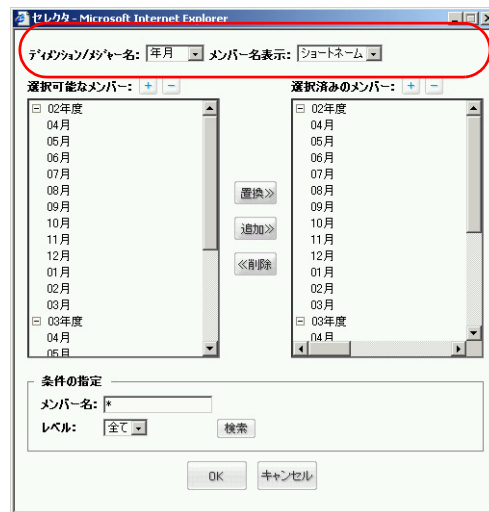 セレクタ - Microsoft Internet Explorer
ディメンション/メジャー名: 年月 メンバー名表示: ショートネーム
選択可能なメンバー: + - 選択済みのメンバー: + -
02年度 02年度
04月 04月
05月 05月
06月 06月
07月 07月
08月 置換≫ 08月
09月 09月
10月 追加≫ 10月
11月 11月
12月 12月
01月 ≪削除 01月
02月 02月
03月 03月
03年度 03年度
04月 04月
05月
条件の指定
メンバー名: *
レベル: 全て 検索
OK キャンセル